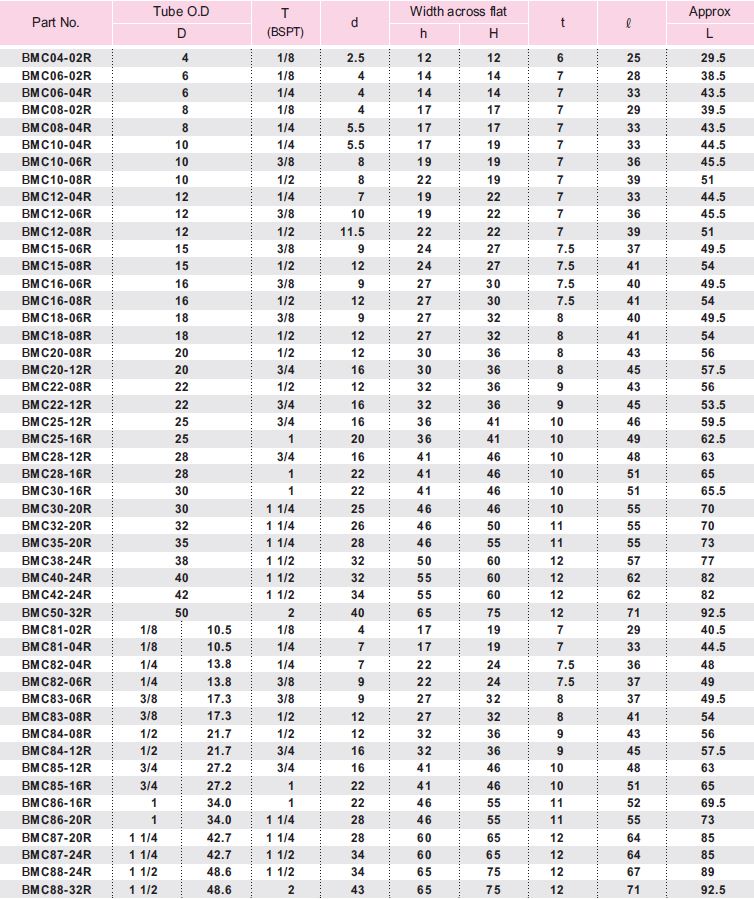 Part No. Tube O.D T (BSPT) d Width across flat t ℓ Approx
D h H L
BMC04-02R 4 1/8 2.5 12 12 6 25 29.5
BMC06-02R 6 1/8 4 14 14 7 28 38.5
BMC06-04R 6 1/4 4 14 14 7 33 43.5
BMC08-02R 8 1/8 4 17 17 7 29 39.5
BMC08-04R 8 1/4 5.5 17 17 7 33 43.5
BMC10-04R 10 1/4 5.5 17 19 7 33 44.5
BMC10-06R 10 3/8 8 19 19 7 36 45.5
BMC10-08R 10 1/2 8 22 19 7 39 51
BMC12-04R 12 1/4 7 19 22 7 33 44.5
BMC12-06R 12 3/8 10 19 22 7 36 45.5
BMC12-08R 12 1/2 11.5 22 22 7 39 51
BMC15-06R 15 3/8 9 24 27 7.5 37 49.5
BMC15-08R 15 1/2 12 24 27 7.5 41 54
BMC16-06R 16 3/8 9 27 30 7.5 40 49.5
BMC16-08R 16 1/2 12 27 30 7.5 41 54
BMC18-06R 18 3/8 9 27 32 8 40 49.5
BMC18-08R 18 1/2 12 27 32 8 41 54
BMC20-08R 20 1/2 12 30 36 8 43 56
BMC20-12R 20 3/4 16 30 36 8 45 57.5
BMC22-08R 22 1/2 12 32 36 9 43 56
BMC22-12R 22 3/4 16 32 36 9 45 53.5
BMC25-12R 25 3/4 16 36 41 10 46 59.5
BMC25-16R 25 1 20 36 41 10 49 62.5
BMC28-12R 28 3/4 16 41 46 10 48 63
BMC28-16R 28 1 22 41 46 10 51 65
BMC30-16R 30 1 22 41 46 10 51 65.5
BMC30-20R 30 1 1/4 25 46 46 10 55 70
BMC32-20R 32 1 1/4 26 46 50 11 55 70
BMC35-20R 35 1 1/4 28 46 55 11 55 73
BMC38-24R 38 1 1/2 32 50 60 12 57 77
BMC40-24R 40 1 1/2 32 55 60 12 62 82
BMC42-24R 42 1 1/2 34 55 60 12 62 82
BMC50-32R 50 2 40 65 75 12 71 92.5
BMC81-02R 1/8 10.5 1/8 4 17 19 7 29 40.5
BMC81-04R 1/8 10.5 1/4 7 17 19 7 33 44.5
BMC82-04R 1/4 13.8 1/4 7 22 24 7.5 36 48
BMC82-06R 1/4 13.8 3/8 9 22 24 7.5 37 49
BMC83-06R 3/8 17.3 3/8 9 27 32 8 37 49.5
BMC83-08R 3/8 17.3 1/2 12 27 32 8 41 54
BMC84-08R 1/2 21.7 1/2 12 32 36 9 43 56
BMC84-12R 1/2 21.7 3/4 16 32 36 9 45 57.5
BMC85-12R 3/4 27.2 3/4 16 41 46 10 48 63
BMC85-16R 3/4 27.2 1 22 41 46 10 51 65
BMC86-16R 1 34.0 1 22 46 55 11 52 69.5
BMC86-20R 1 34.0 1 1/4 28 46 55 11 55 73
BMC87-20R 1 1/4 42.7 1 1/4 28 60 65 12 64 85
BMC87-24R 1 1/4 42.7 1 1/2 34 60 65 12 64 85
BMC88-24R 1 1/2 48.6 1 1/2 34 65 75 12 67 89
BMC88-32R 1 1/2 48.6 2 43 65 75 12 71 92.5